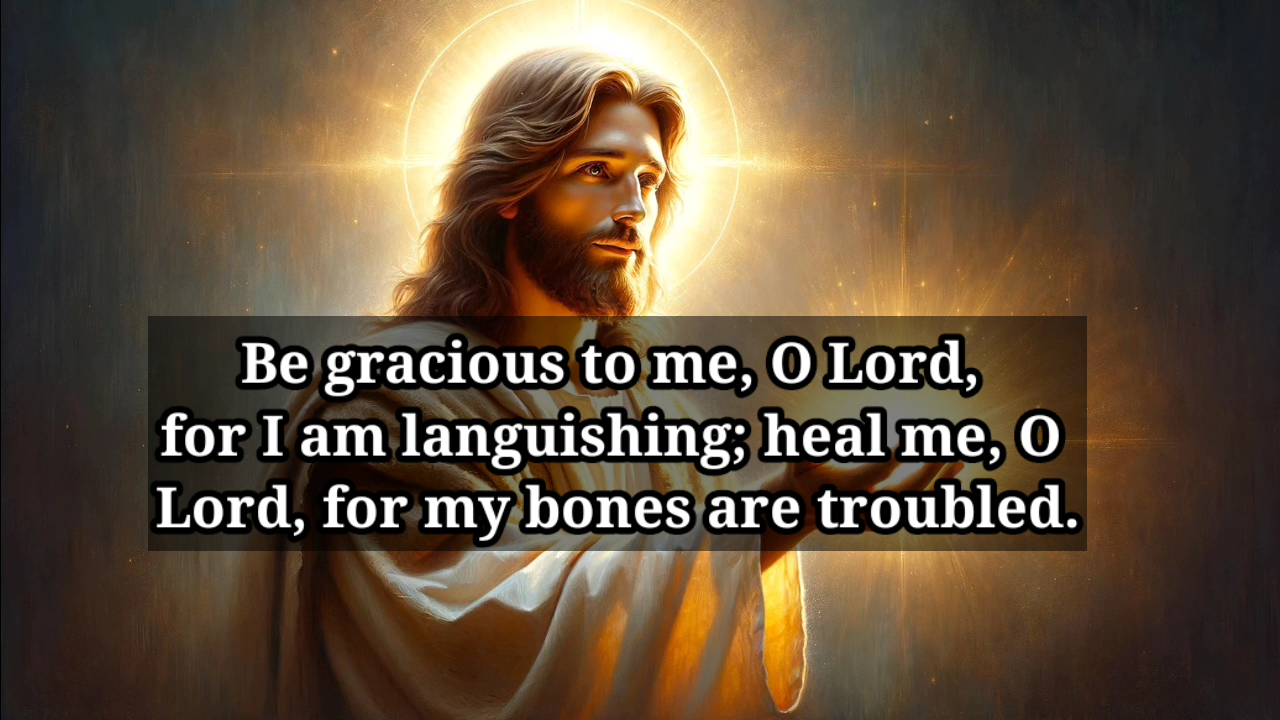 Be gracious to me, O Lord,
for I am languishing; heal me, O
Lord, for my bones are troubled.